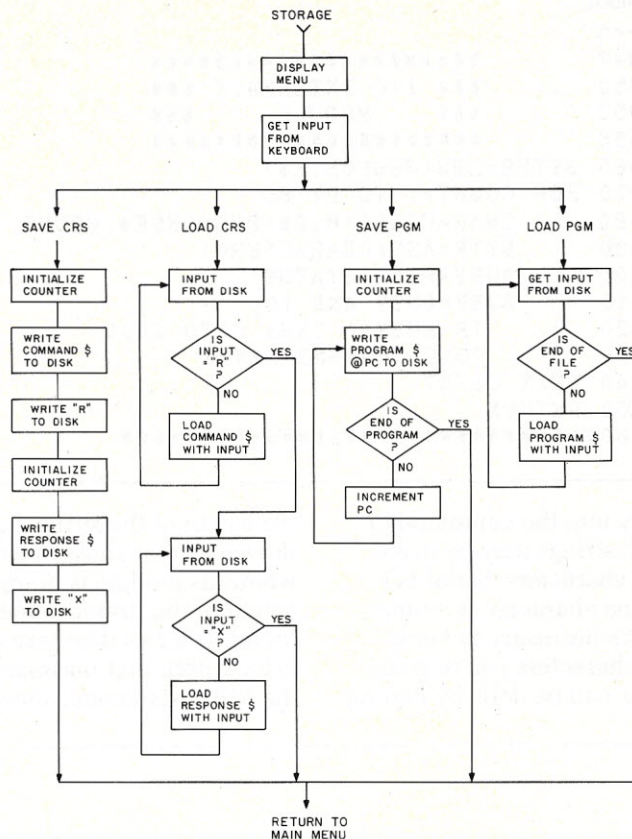 STORAGE
DISPLAY
MENU
GET INPUT
FROM
KEYBOARD
SAVE CRS
INITIALIZE
COUNTER
WRITE
COMMAND $
TO DISK
WRITE "R"
TO DISK
INITIALIZE
COUNTER
WRITE
RESPONSE $
TO DISK
WRITE "X"
TO DISK
LOAD CRS
INPUT
FROM DISK
IS
INPUT
="R"
?
YES
NO
LOAD
COMMAND $
WITH INPUT
INPUT
FROM DISK
IS
INPUT
="X"
?
YES
NO
LOAD
RESPONSE $
WITH INPUT
SAVE PGM
INITIALIZE
COUNTER
WRITE
PROGRAM $
@ PC TO DISK
IS
END OF
PROGRAM
?
YES
NO
INCREMENT
PC
LOAD PGM
GET INPUT
FROM DISK
IS
END OF
FILE
?
YES
NO
LOAD
PROGRAM $
WITH INPUT
RETURN TO
MAIN MENU